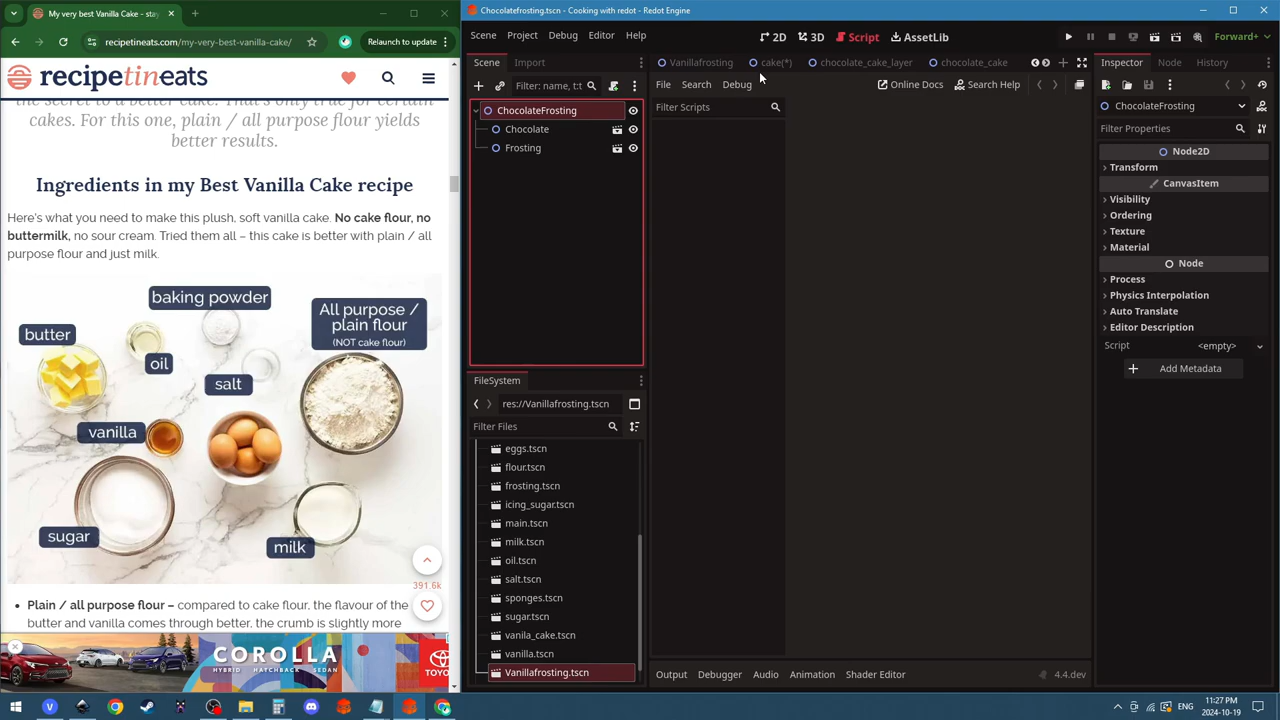 My very best Vanilla Cake - sta
recipetineats.com/my-very-best-vanilla-cake/
Relaunch to update
recipetineats
the secret to a better cake. That's only true for certain
cakes. For this one, plain / all purpose flour yields
better results.
Ingredients in my Best Vanilla Cake recipe
Here's what you need to make this plush, soft vanilla cake. No cake flour, no
buttermilk, no sour cream. Tried them all – this cake is better with plain / all
purpose flour and just milk.
baking powder
All purpose /
plain flour
(NOT cake flour)
butter
oil
salt
vanilla
sugar
milk
391.6k
Plain / all purpose flour – compared to cake flour, the flavour of the
butter and vanilla comes through better, the crumb is slightly more
COROLLA
HYBRID HATCHBACK SEDAN
TOYO
Chocolatefrosting.tscn - Cooking with redot - Redot Engine
Scene Project Debug Editor Help
2D 3D Script AssetLib
Forward+
Scene Import
Filter: name, t:t
ChocolateFrosting
Chocolate
Frosting
FileSystem
res://Vanillafrosting.tscn
Filter Files
eggs.tscn
flour.tscn
frosting.tscn
icing_sugar.tscn
main.tscn
milk.tscn
oil.tscn
salt.tscn
sponges.tscn
sugar.tscn
vanila_cake.tscn
vanilla.tscn
Vanillafrosting.tscn
Vanillafrosting cake(*) chocolate_cake_layer chocolate_cake
File Search Debug
Online Docs Search Help
Filter Scripts
Output Debugger Audio Animation Shader Editor
4.4.dev
Inspector Node History
ChocolateFrosting
Filter Properties
Node2D
Transform
CanvasItem
Visibility
Ordering
Texture
Material
Node
Process
Physics Interpolation
Auto Translate
Editor Description
Script <empty>
Add Metadata
ENG
11:27 PM
2024-10-19